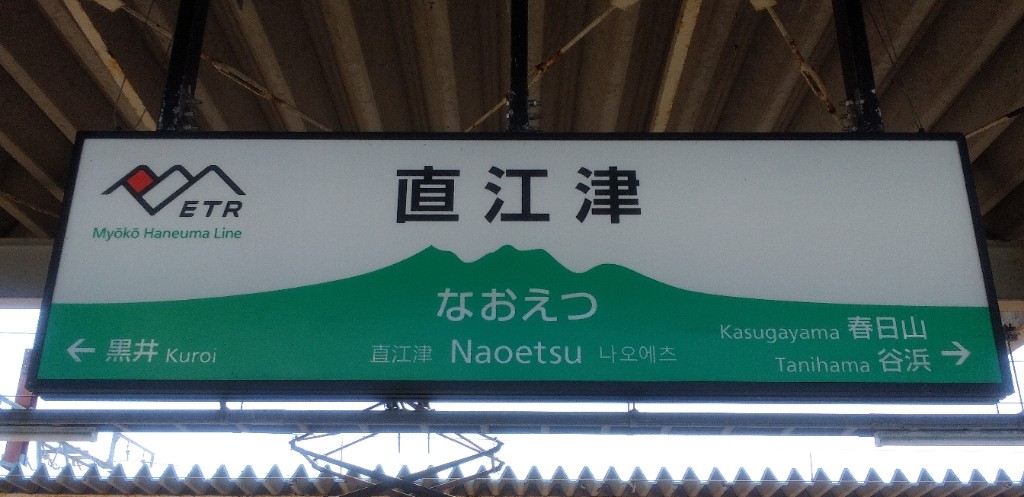 ETR
Myōkō Haneuma Line
直江津
なおえつ
← 黒井 Kuroi
直江津 Naoetsu 나오에츠
Kasugayama 春日山
Tanihama 谷浜 →